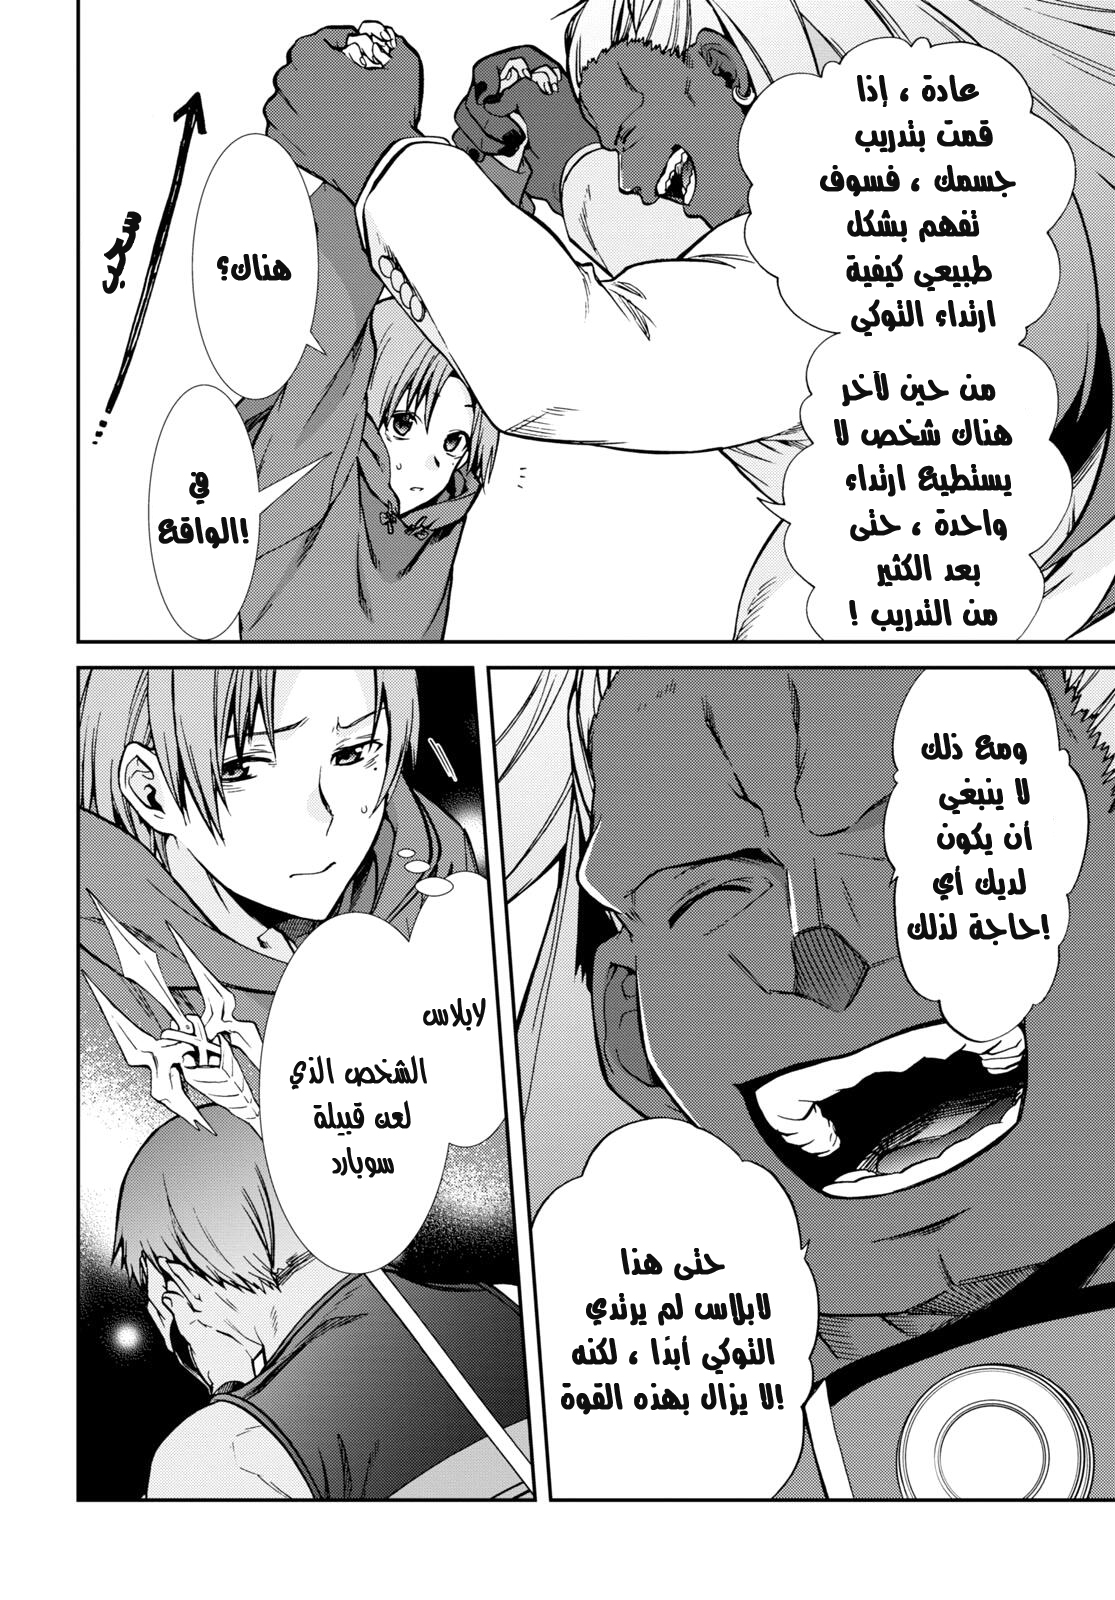 عادة ، إذا
قمت بتدريب
جسمك ، فسوف
تفهم بشكل
طبيعي كيفية
ارتداء التوكي
من حين لآخر
هناك شخص لا
يستطيع ارتداء
واحدة ، حتى
بعد الكثير
من التدريب !
هناك؟
سحب
في
الواقع!
ومع ذلك
لا ينبغي
أن يكون
لديك أي
حاجة لذلك!
حتى هذا
لابلاس لم يرتدي
التوكي أبدًا ، لكنه
لا يزال بهذه القوة!
لابلاس
الشخص الذي
لعن قبيلة
سوبارد